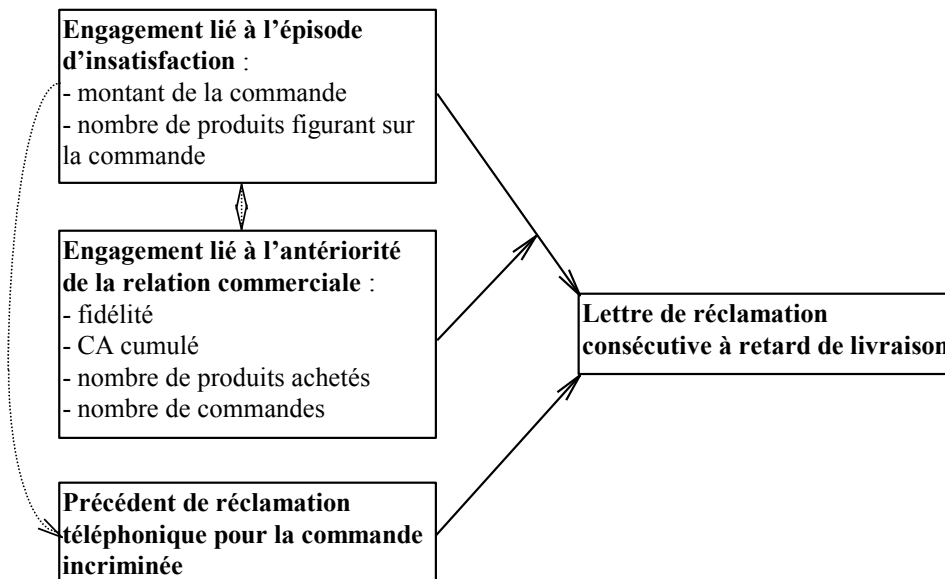 Engagement lié à l’épisode
d’insatisfaction :
- montant de la commande
- nombre de produits figurant sur
la commande
Engagement lié à l’antériorité
de la relation commerciale :
- fidélité
- CA cumulé
- nombre de produits achetés
- nombre de commandes
Lettre de réclamation
consécutive à retard de livraison
Précédent de réclamation
téléphonique pour la commande
incriminée